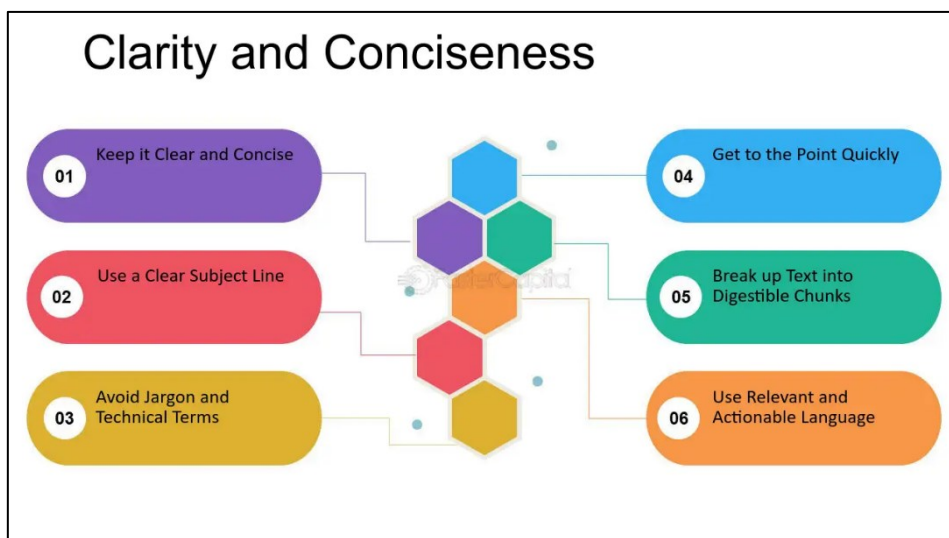 Clarity and Conciseness
01
Keep it Clear and Concise
02
Use a Clear Subject Line
03
Avoid Jargon and
Technical Terms
04
Get to the Point Quickly
05
Break up Text into
Digestible Chunks
06
Use Relevant and
Actionable Language
FasterCapital